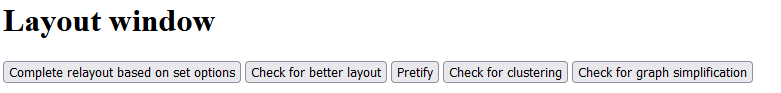 Layout window
Complete relayout based on set options Check for better layout Pretify Check for clustering Check for graph simplification